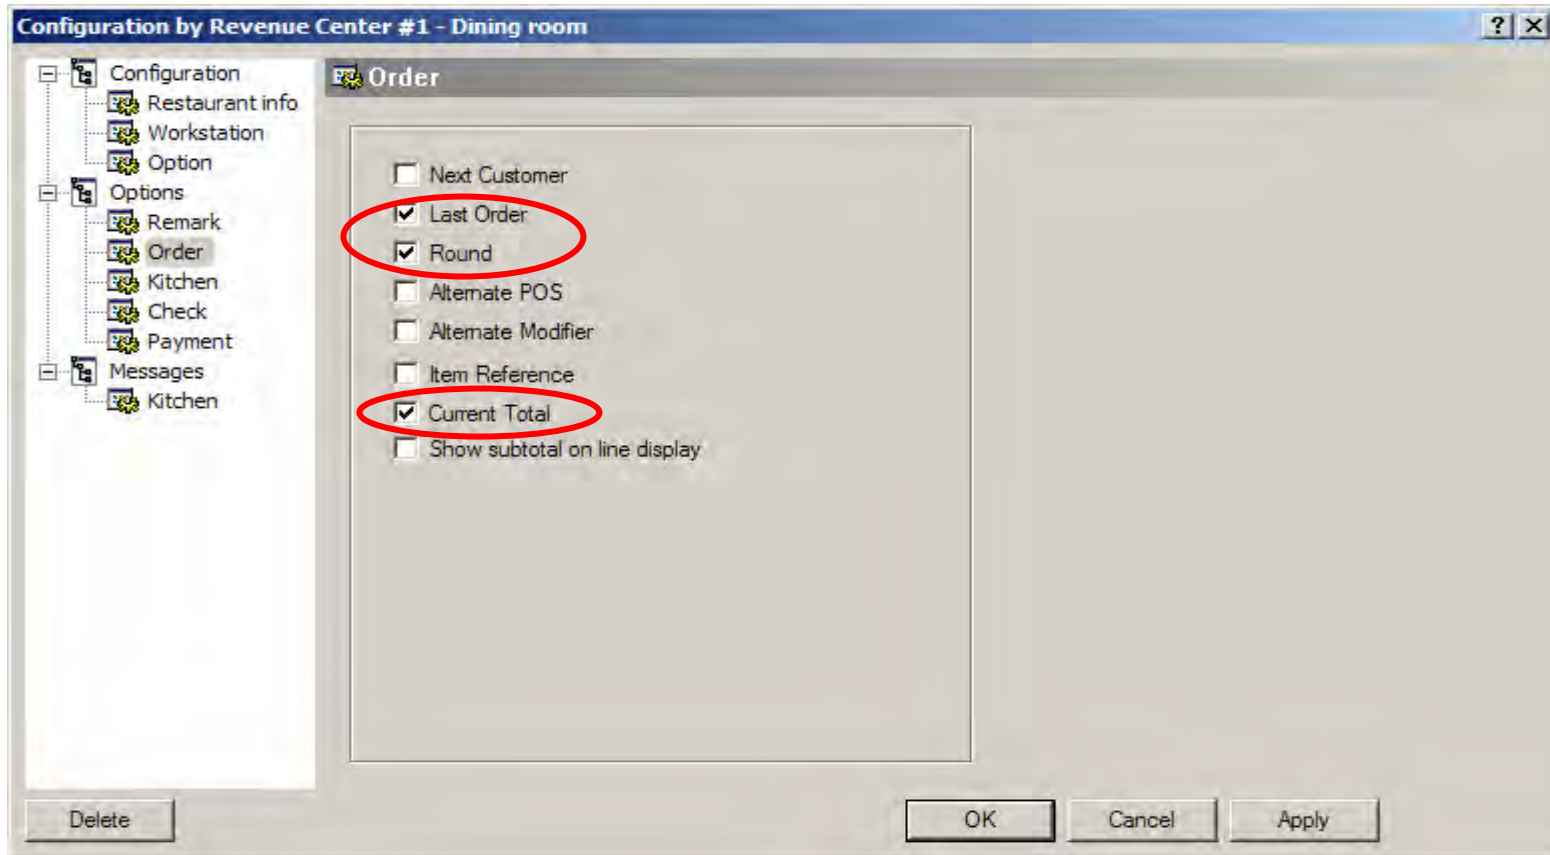 Configuration by Revenue Center #1 - Dining room
? X
Configuration
Restaurant info
Workstation
Option
Options
Remark
Order
Kitchen
Check
Payment
Messages
Kitchen
Order
Next Customer
Last Order
Round
Alternate POS
Alternate Modifier
Item Reference
Current Total
Show subtotal on line display
Delete
OK
Cancel
Apply